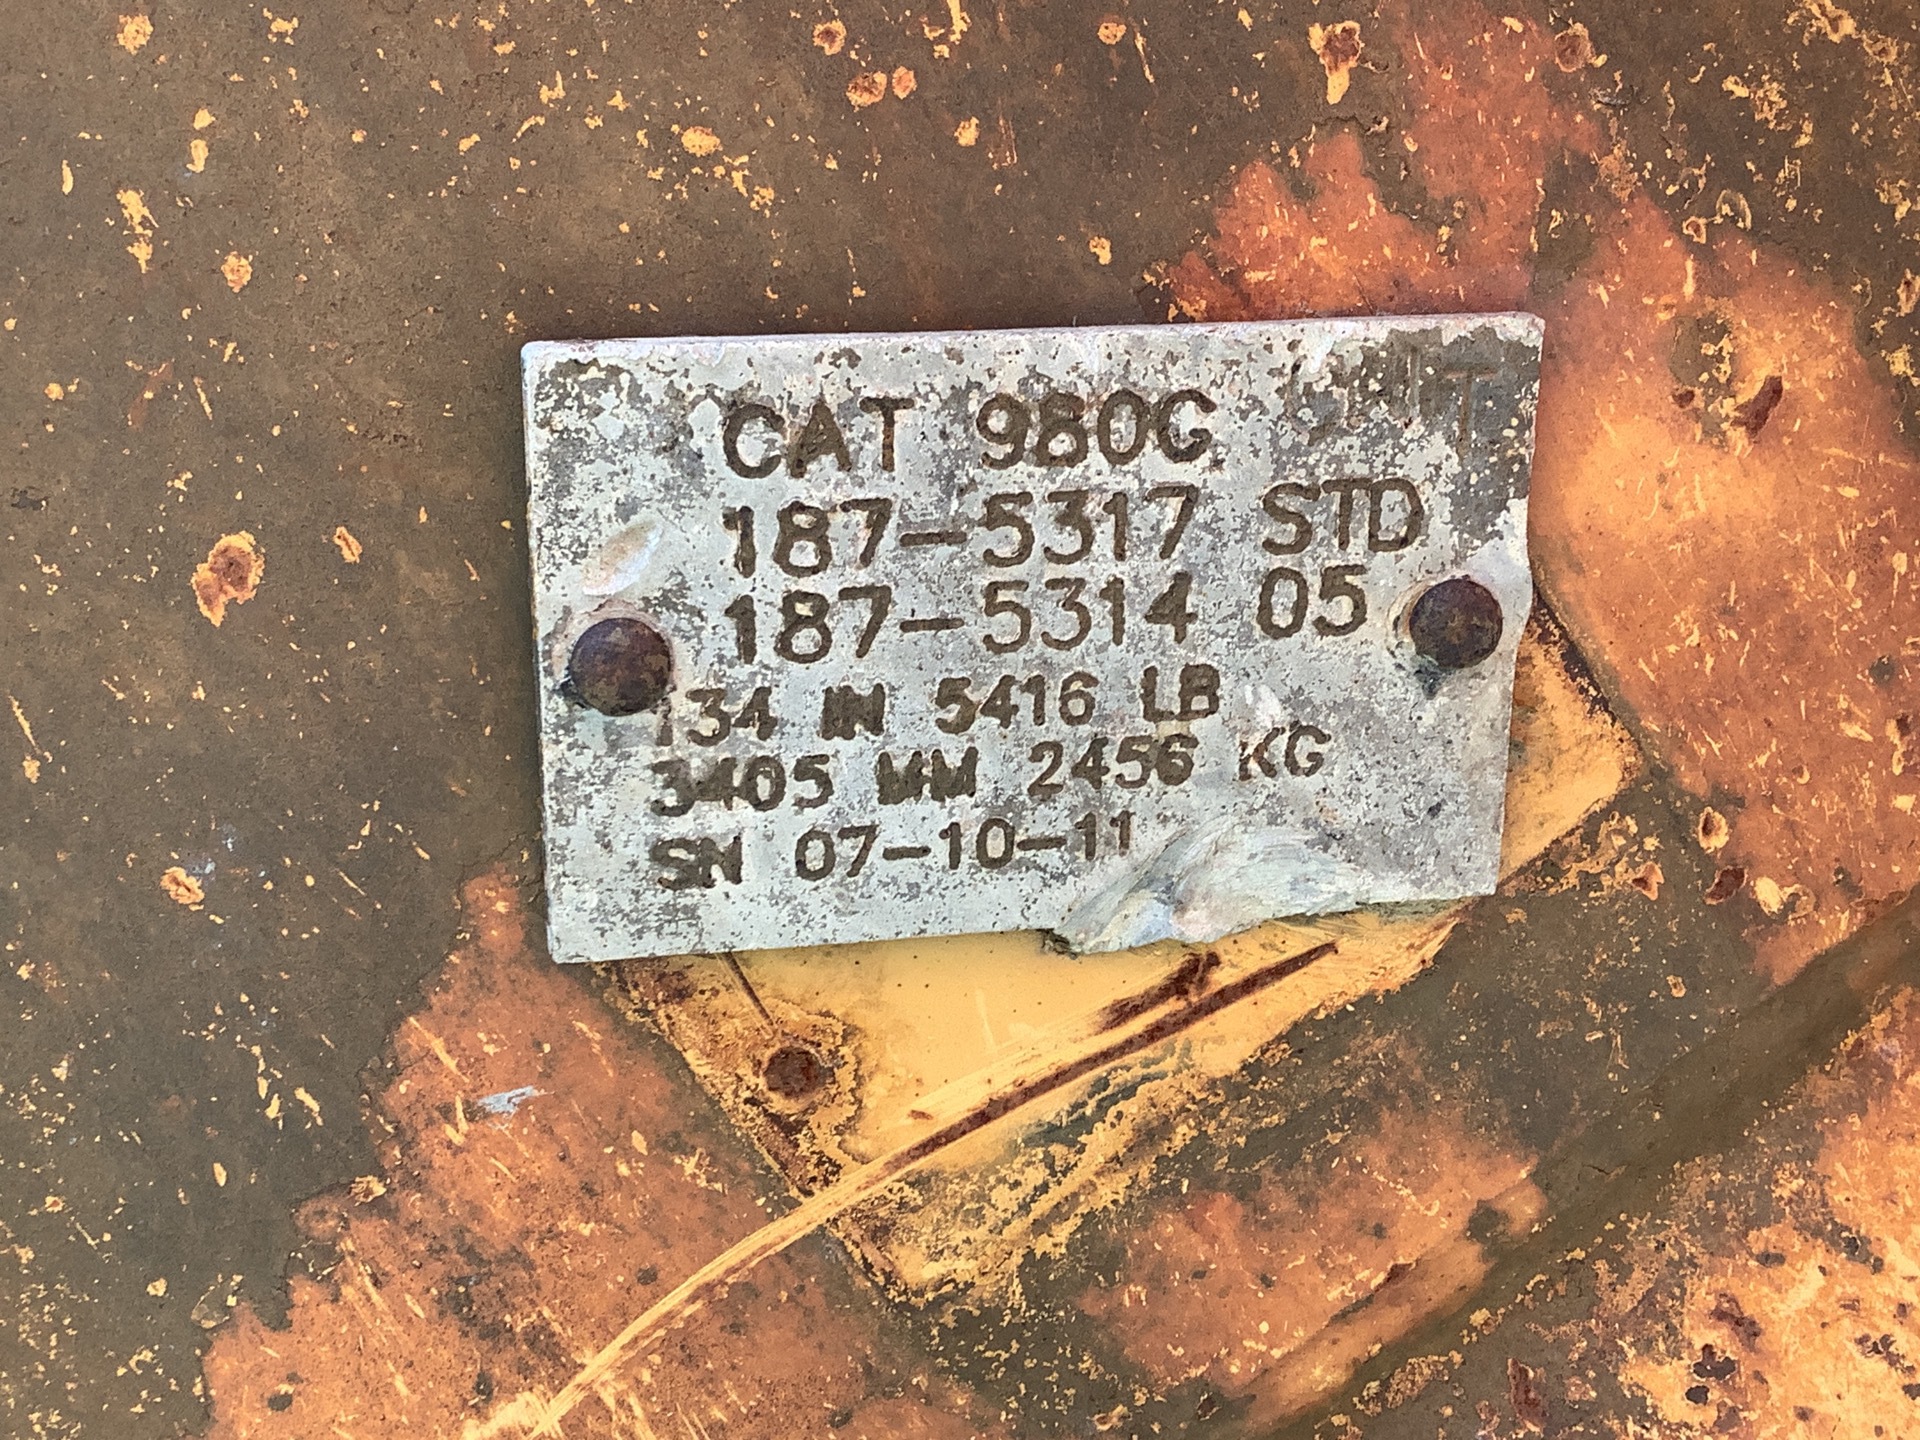 CAT 980G
187-5317 STD
187-5314 05
134 IN 5416 LB
3405 MM 2456 KG
SN 07-10-11